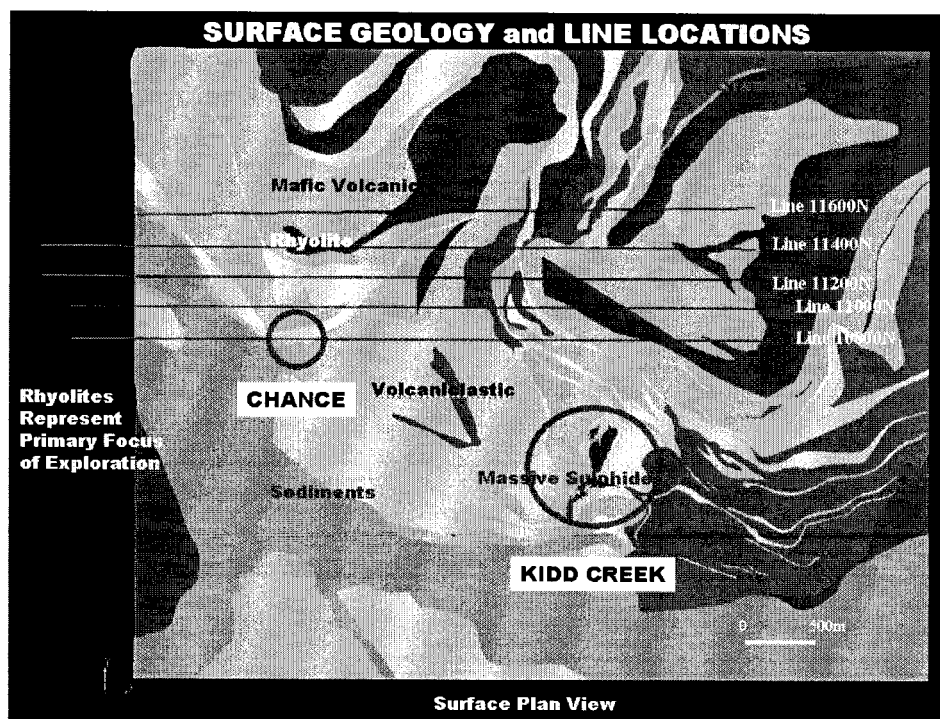 SURFACE GEOLOGY and LINE LOCATIONS
Mafic Volcanic
Line 11600N
Rhyolite
Line 11400N
Line 11200N
Line 11000N
Line 10800N
CHANCE
Volcaniclastic
Rhyolites
Represent
Primary Focus
of Exploration
Massive Sulphide
Sediments
KIDD CREEK
0 500m
Surface Plan View